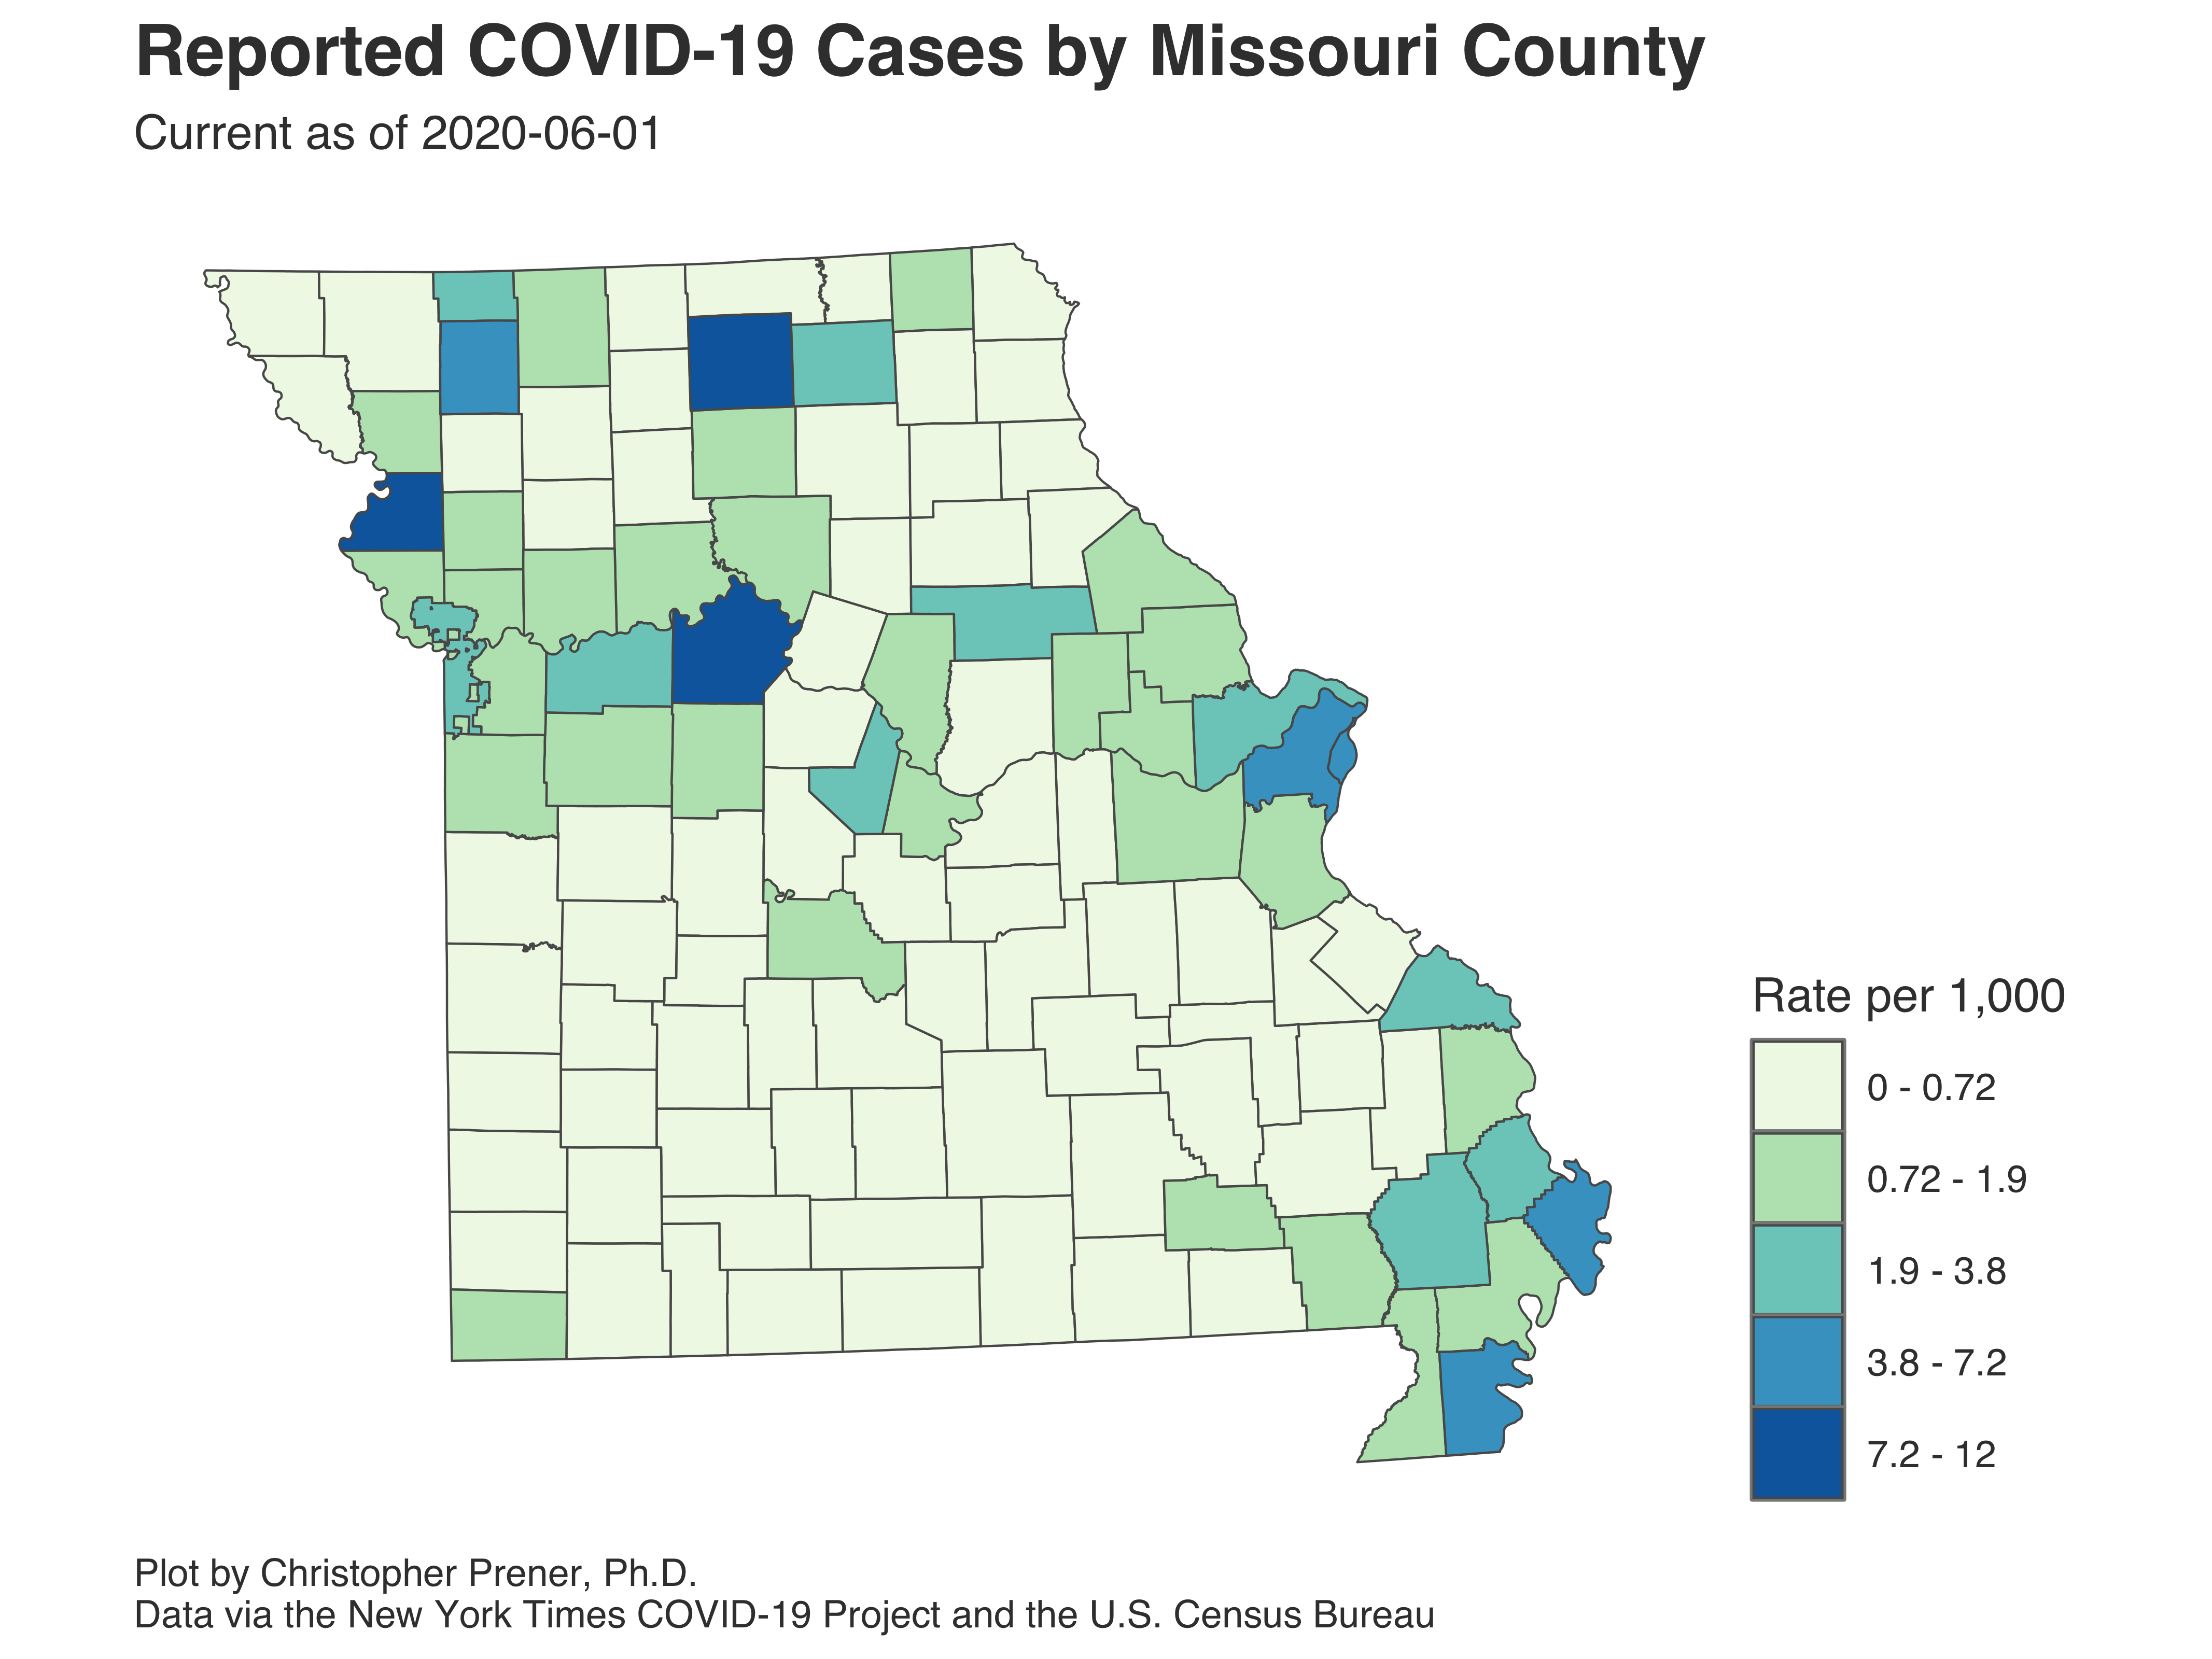 Reported COVID-19 Cases by Missouri County
Current as of 2020-06-01
Rate per 1,000
0 - 0.72
0.72 - 1.9
1.9 - 3.8
3.8 - 7.2
7.2 - 12
Plot by Christopher Prener, Ph.D.
Data via the New York Times COVID-19 Project and the U.S. Census Bureau